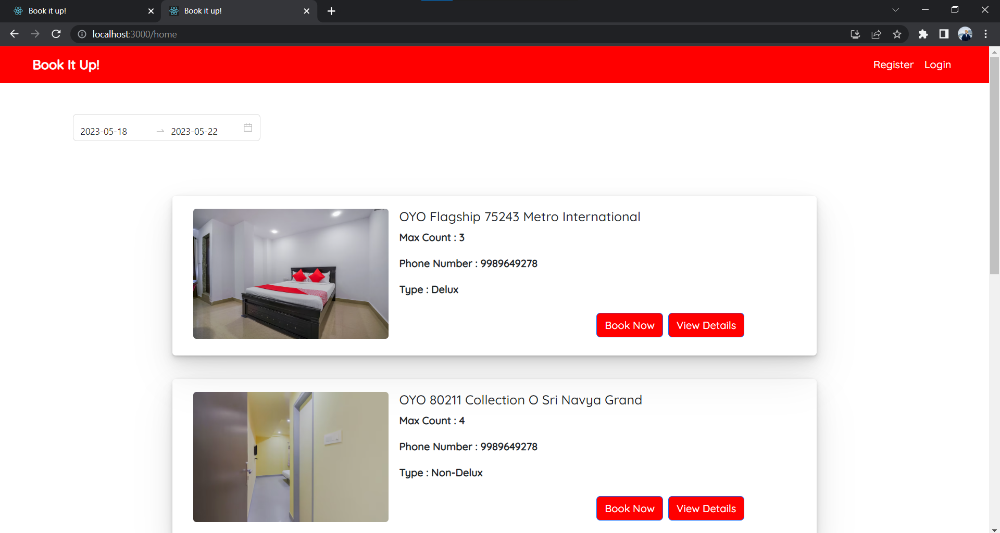 Book it up!
Book it up!
localhost:3000/home
Book It Up!
Register Login
2023-05-18 2023-05-22
OYO Flagship 75243 Metro International
Max Count : 3
Phone Number : 9989649278
Type : Delux
Book Now View Details
OYO 80211 Collection O Sri Navya Grand
Max Count : 4
Phone Number : 9989649278
Type : Non-Delux
Book Now View Details